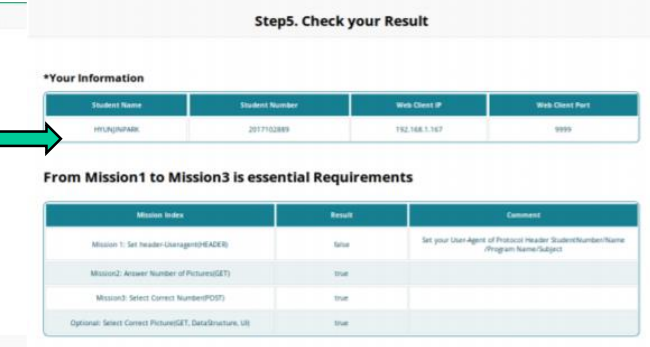 Step5. Check your Result
*Your Information
Student Name Student Number Web Client IP Web Client Port
HYUNJINPARK 2017102889 192.168.1.167 9999
From Mission1 to Mission3 is essential Requirements
Mission Index Result Comment
Mission 1: Set header-Useragent(HEADER) false Set your User-Agent of Protocol Header StudentNumber/Name
/Program Name/Subject
Mission2: Answer Number of Pictures(GET) true
Mission3: Select Correct Number(POST) true
Optional: Select Correct Picture(GET, DataStructure, UI) true